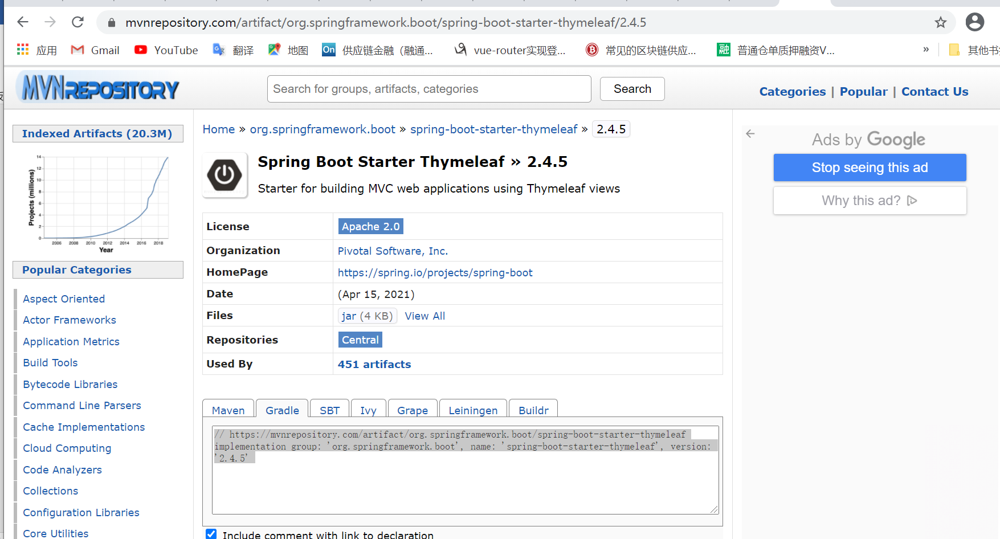 mvnrepository.com/artifact/org.springframework.boot/spring-boot-starter-thymeleaf/2.4.5
应用 Gmail YouTube 翻译 地图 On 供应链金融（融通... vue-router实现登... 常见的区块链供应... 融 普通仓单质押融资V... » 其他书
MVNREPOSITORY
Search for groups, artifacts, categories
Search
Categories | Popular | Contact Us
Indexed Artifacts (20.3M)
Projects (millions)
14
12
10
8
6
4
2
0
2006 2008 2010 2012 2014 2016 2018
Year
Popular Categories
Aspect Oriented
Actor Frameworks
Application Metrics
Build Tools
Bytecode Libraries
Command Line Parsers
Cache Implementations
Cloud Computing
Code Analyzers
Collections
Configuration Libraries
Core Utilities
Home » org.springframework.boot » spring-boot-starter-thymeleaf » 2.4.5
Spring Boot Starter Thymeleaf » 2.4.5
Starter for building MVC web applications using Thymeleaf views
License Apache 2.0
Organization Pivotal Software, Inc.
HomePage https://spring.io/projects/spring-boot
Date (Apr 15, 2021)
Files jar (4 KB) View All
Repositories Central
Used By 451 artifacts
Maven Gradle SBT Ivy Grape Leiningen Buildr
// https://mvnrepository.com/artifact/org.springframework.boot/spring-boot-starter-thymeleaf
implementation group: 'org.springframework.boot', name: 'spring-boot-starter-thymeleaf', version:
'2.4.5'
Include comment with link to declaration
Ads by Google
Stop seeing this ad
Why this ad?